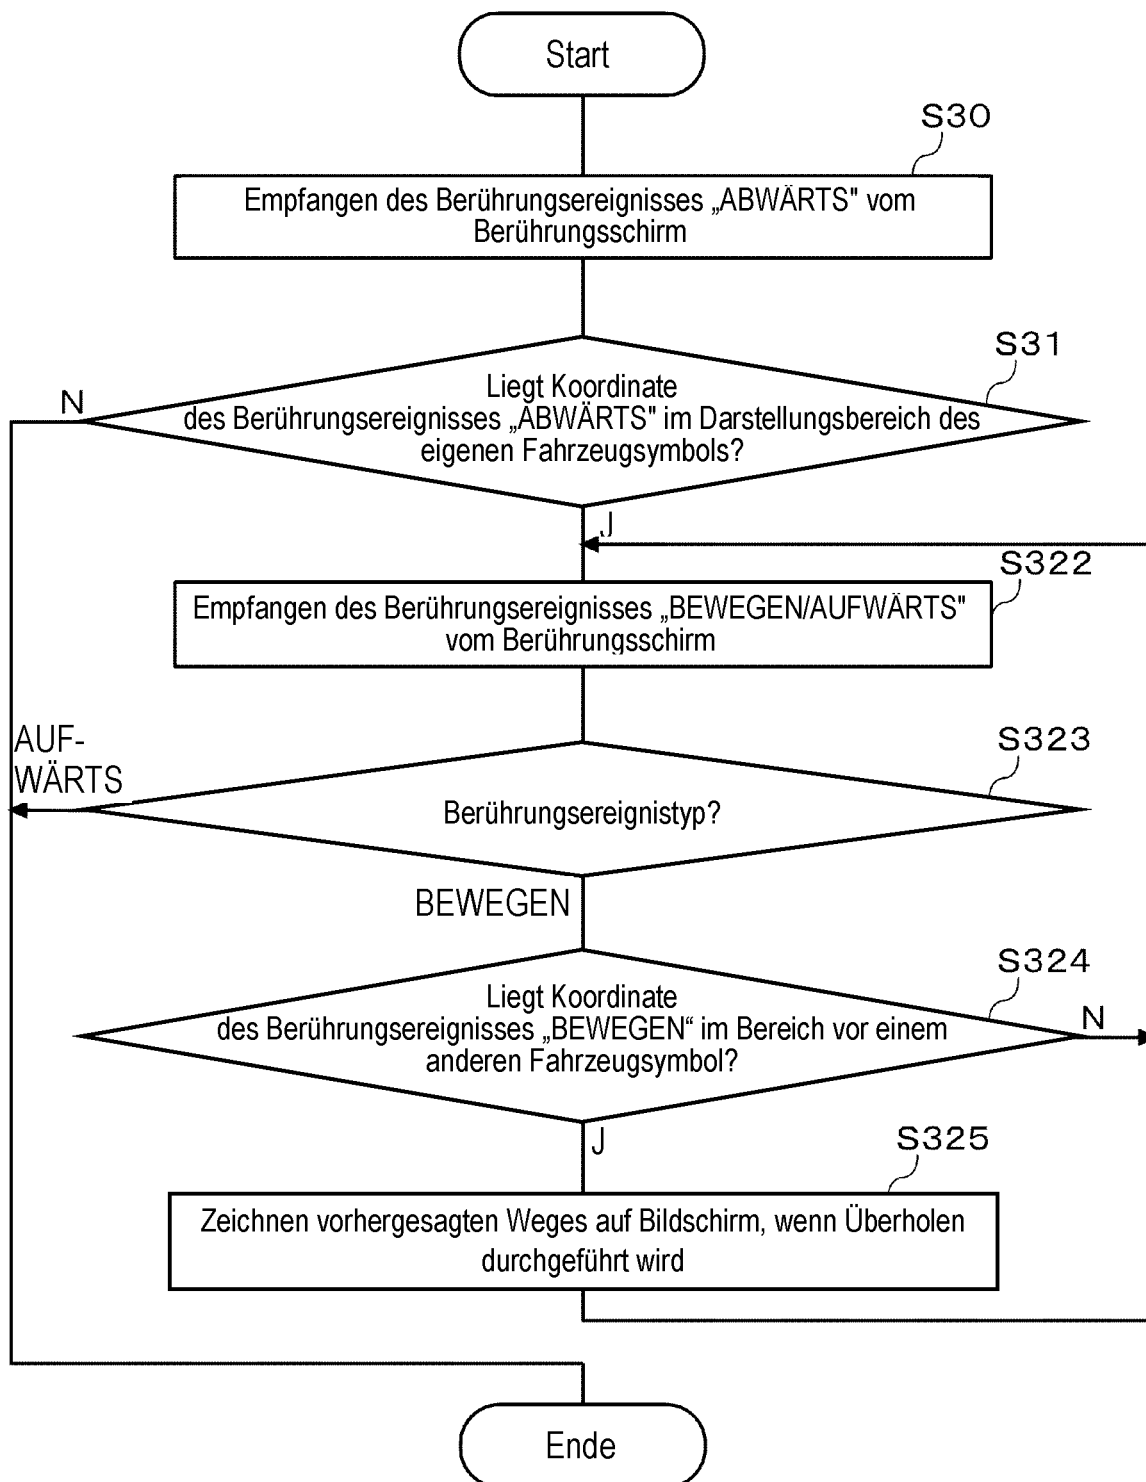 Start
S30
Empfangen des Berührungsereignisses „ABWÄRTS" vom
Berührungsschirm
S31
N
Liegt Koordinate
des Berührungsereignisses „ABWÄRTS" im Darstellungsbereich des
eigenen Fahrzeugsymbols?
J
S322
Empfangen des Berührungsereignisses „BEWEGEN/AUFWÄRTS"
vom Berührungsschirm
AUF-
WÄRTS
S323
Berührungsereignistyp?
BEWEGEN
S324
Liegt Koordinate
des Berührungsereignisses „BEWEGEN“ im Bereich vor einem
anderen Fahrzeugsymbol?
N
J
S325
Zeichnen vorhergesagten Weges auf Bildschirm, wenn Überholen
durchgeführt wird
Ende